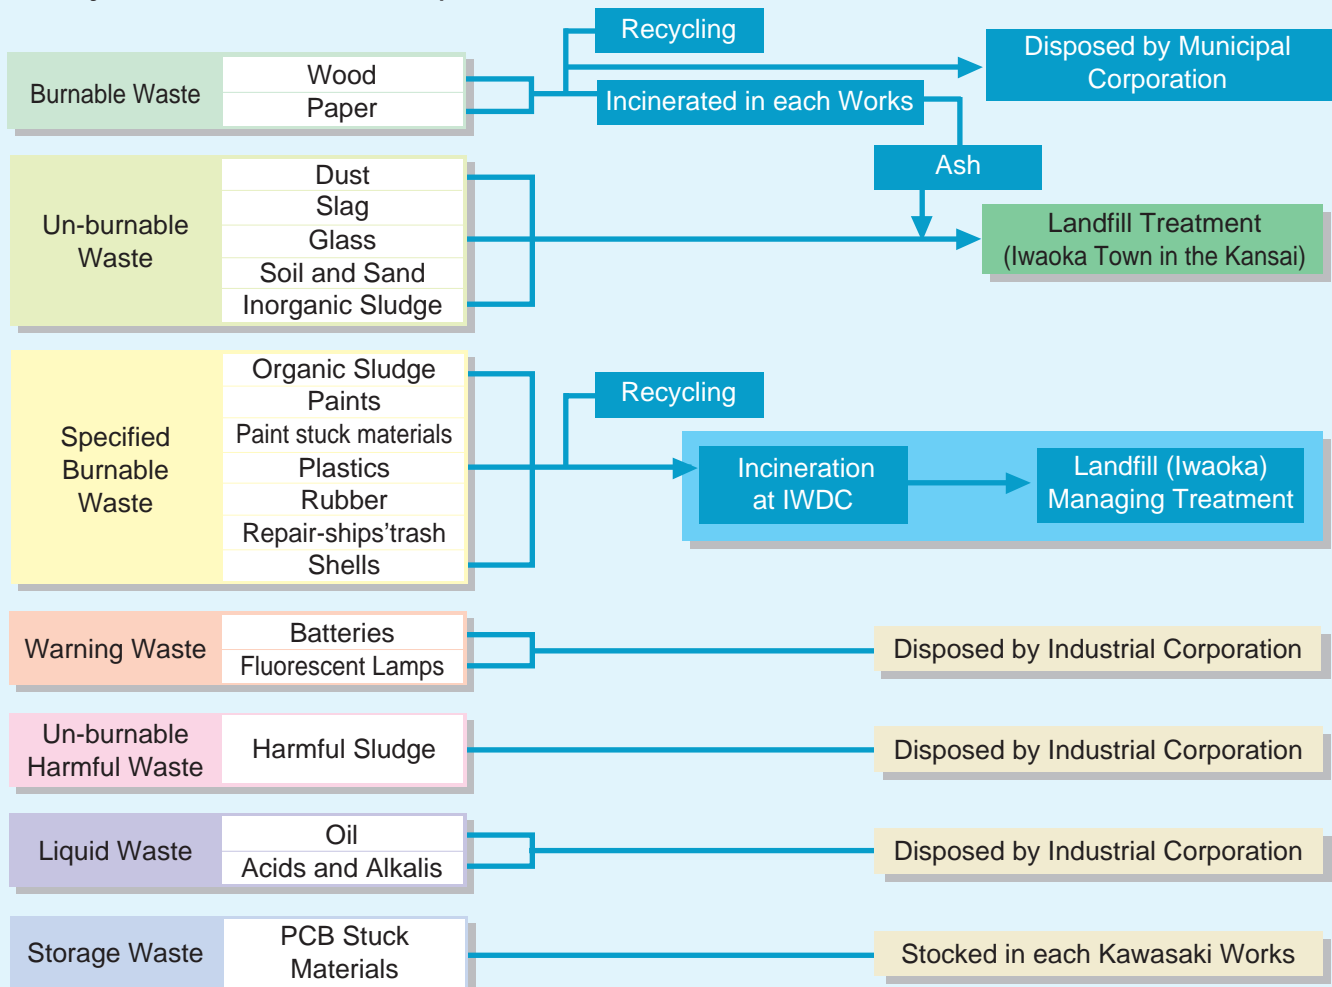 Recycling
Disposed by Municipal
Corporation
Burnable Waste
Wood
Paper
Incinerated in each Works
Ash
Un-burnable
Waste
Dust
Slag
Glass
Soil and Sand
Inorganic Sludge
Landfill Treatment
(Iwaoka Town in the Kansai)
Specified
Burnable
Waste
Organic Sludge
Paints
Paint stuck materials
Plastics
Rubber
Repair-ships'trash
Shells
Recycling
Incineration
at IWDC
Landfill (Iwaoka)
Managing Treatment
Warning Waste
Batteries
Fluorescent Lamps
Disposed by Industrial Corporation
Un-burnable
Harmful Waste
Harmful Sludge
Disposed by Industrial Corporation
Liquid Waste
Oil
Acids and Alkalis
Disposed by Industrial Corporation
Storage Waste
PCB Stuck
Materials
Stocked in each Kawasaki Works